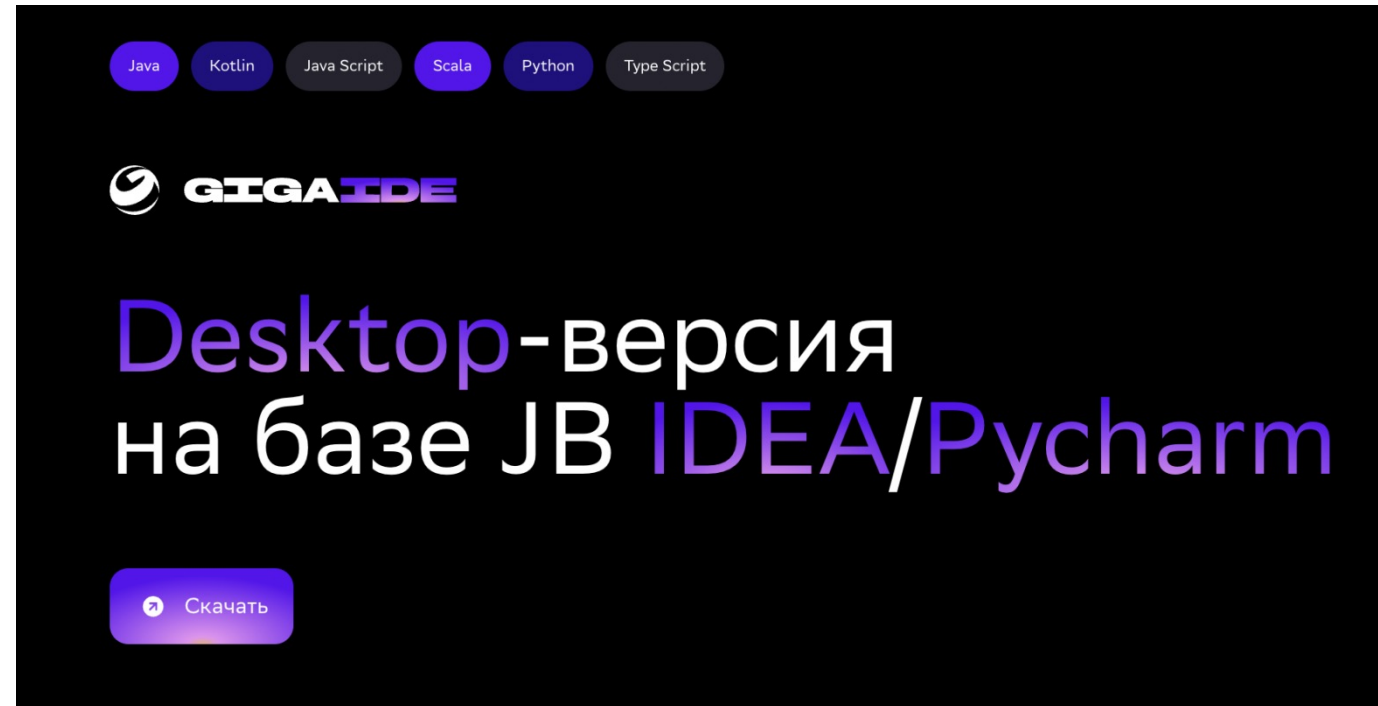 Java Kotlin Java Script Scala Python Type Script
GIGAIDE
Desktop-версия
на базе JB IDEA/Pycharm
Скачать